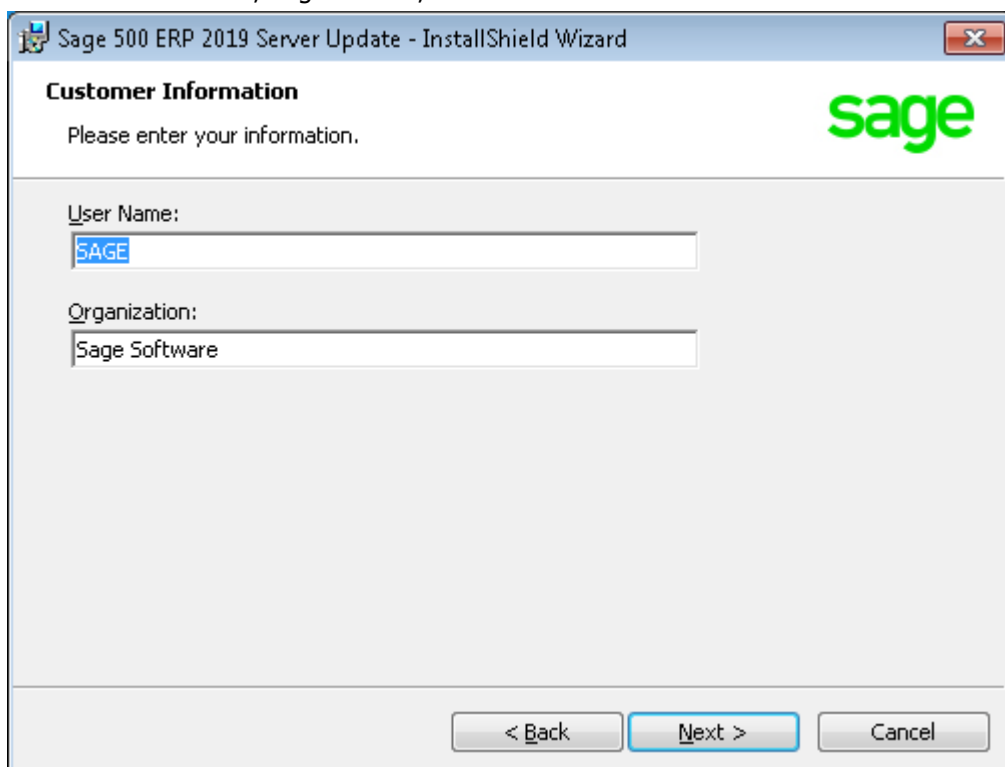 Sage 500 ERP 2019 Server Update - InstallShield Wizard
Customer Information
sage
Please enter your information.
User Name:
SAGE
Organization:
Sage Software
< Back Next > Cancel